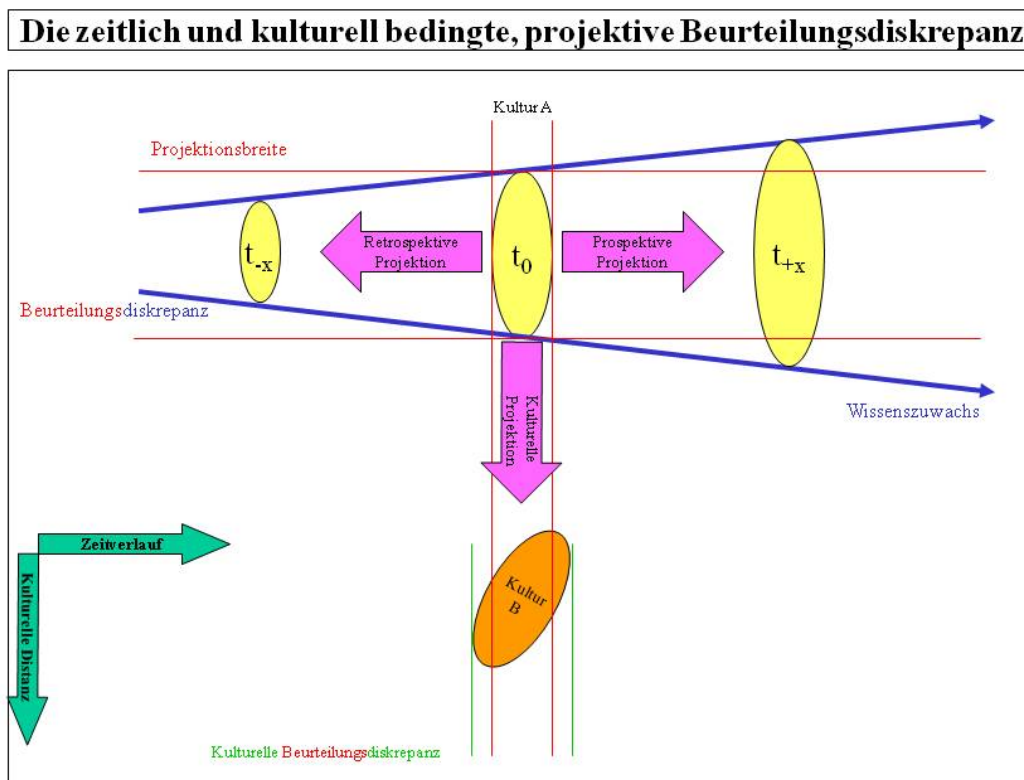 Die zeitlich und kulturell bedingte, projektive Beurteilungsdiskrepanz
Kultur A
Projektionsbreite
t-x
Retrospektive
Projektion
t0
Prospektive
Projektion
t+x
Beurteilungsdiskrepanz
Wissenszuwachs
Kulturelle
Projektion
Zeitverlauf
Kulturelle Distanz
Kultur
B
Kulturelle Beurteilungsdiskrepanz